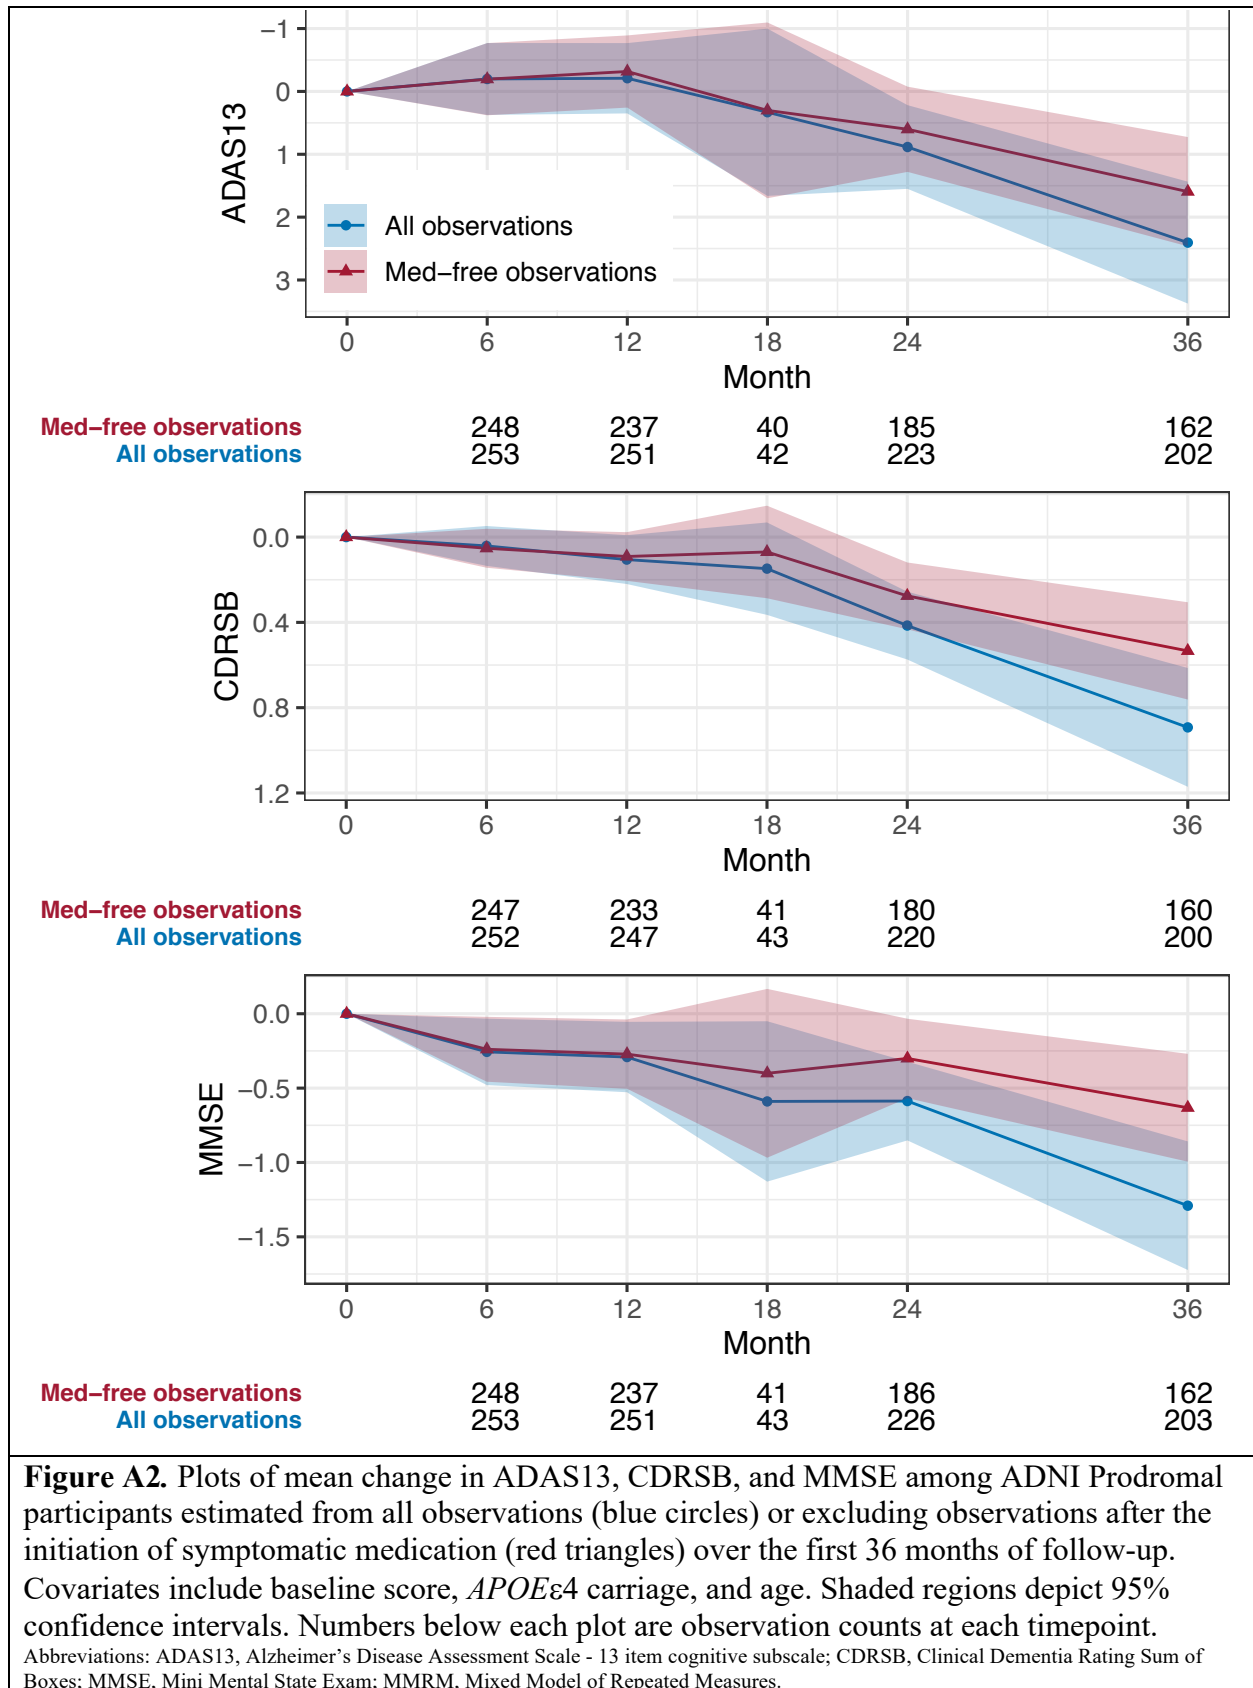 −1
0
1
2
3
ADAS13
All observations
Med−free observations
0 6 12 18 24 36
Month
Med−free observations 248 237 40 185 162
All observations 253 251 42 223 202
0.0
0.4
0.8
1.2
CDRSB
0 6 12 18 24 36
Month
Med−free observations 247 233 41 180 160
All observations 252 247 43 220 200
0.0
−0.5
−1.0
−1.5
MMSE
0 6 12 18 24 36
Month
Med−free observations 248 237 41 186 162
All observations 253 251 43 226 203
Figure A2. Plots of mean change in ADAS13, CDRSB, and MMSE among ADNI Prodromal
participants estimated from all observations (blue circles) or excluding observations after the
initiation of symptomatic medication (red triangles) over the first 36 months of follow-up.
Covariates include baseline score, APOEε4 carriage, and age. Shaded regions depict 95%
confidence intervals. Numbers below each plot are observation counts at each timepoint.
Abbreviations: ADAS13, Alzheimer’s Disease Assessment Scale - 13 item cognitive subscale; CDRSB, Clinical Dementia Rating Sum of
Boxes; MMSE, Mini Mental State Exam; MMRM, Mixed Model of Repeated Measures.